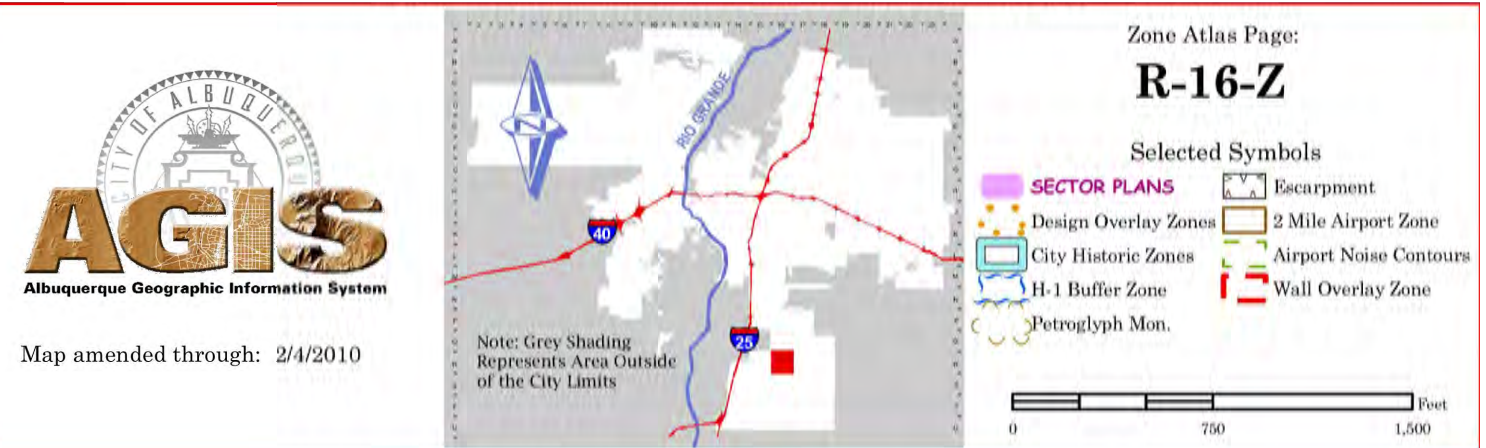 CITY OF ALBUQUERQUE
AGIS
Albuquerque Geographic Information System
Map amended through: 2/4/2010
RIO GRANDE
40
25
Note: Grey Shading
Represents Area Outside
of the City Limits
Zone Atlas Page:
R-16-Z
Selected Symbols
SECTOR PLANS
Design Overlay Zones
City Historic Zones
H-1 Buffer Zone
Petroglyph Mon.
Escarpment
2 Mile Airport Zone
Airport Noise Contours
Wall Overlay Zone
Feet
0 750 1,500